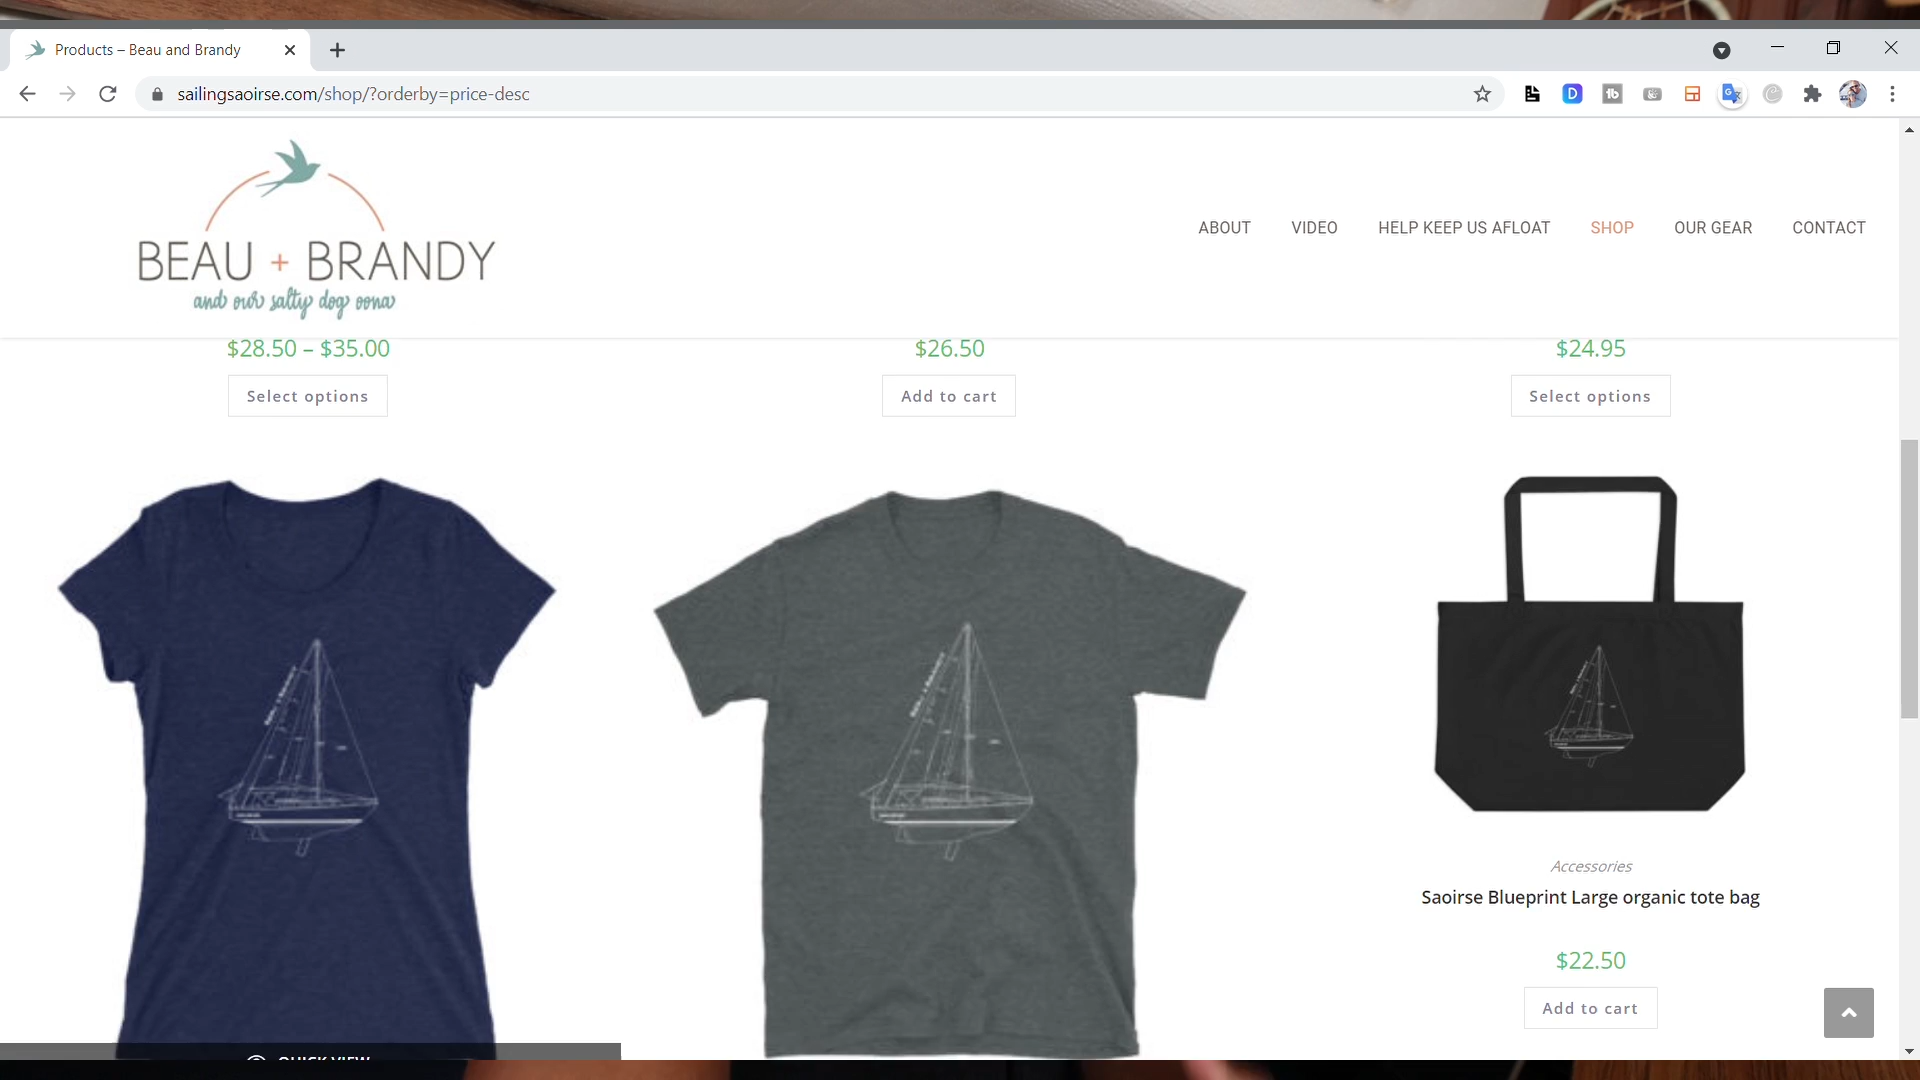 Products – Beau and Brandy
sailingsaoirse.com/shop/?orderby=price-desc
BEAU + BRANDY
and our salty dog oona
ABOUT VIDEO HELP KEEP US AFLOAT SHOP OUR GEAR CONTACT
$28.50 – $35.00 $26.50 $24.95
Select options Add to cart Select options
Accessories
Saoirse Blueprint Large organic tote bag
$22.50
Add to cart
QUICK VIEW